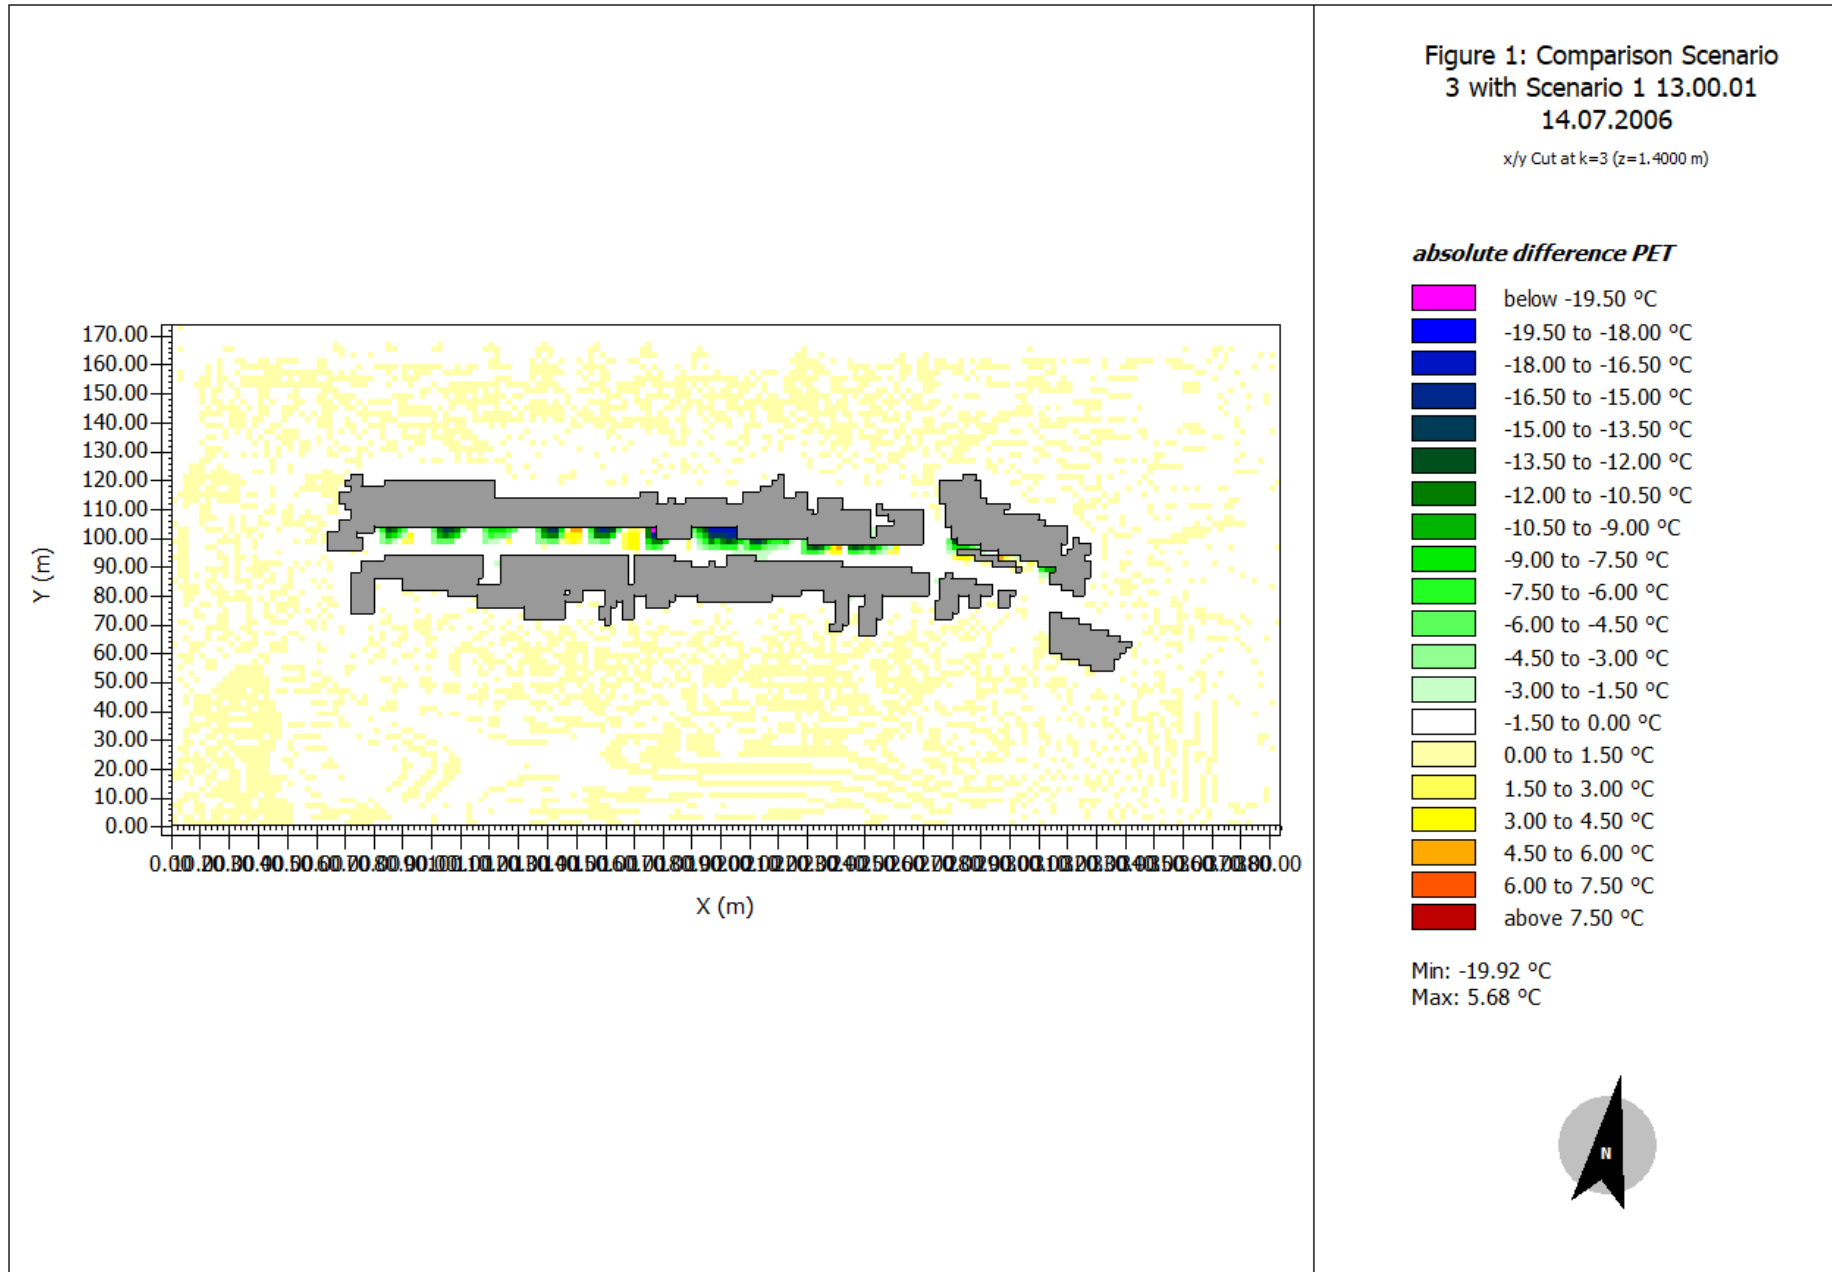 Figure 1: Comparison Scenario
3 with Scenario 1 13.00.01
14.07.2006
x/y Cut at k=3 (z=1.4000 m)
absolute difference PET
below -19.50 °C
-19.50 to -18.00 °C
-18.00 to -16.50 °C
-16.50 to -15.00 °C
-15.00 to -13.50 °C
-13.50 to -12.00 °C
-12.00 to -10.50 °C
-10.50 to -9.00 °C
-9.00 to -7.50 °C
-7.50 to -6.00 °C
-6.00 to -4.50 °C
-4.50 to -3.00 °C
-3.00 to -1.50 °C
-1.50 to 0.00 °C
0.00 to 1.50 °C
1.50 to 3.00 °C
3.00 to 4.50 °C
4.50 to 6.00 °C
6.00 to 7.50 °C
above 7.50 °C
Min: -19.92 °C
Max: 5.68 °C
N
170.00
160.00
150.00
140.00
130.00
120.00
110.00
100.00
90.00
80.00
70.00
60.00
50.00
40.00
30.00
20.00
10.00
0.00
Y (m)
X (m)